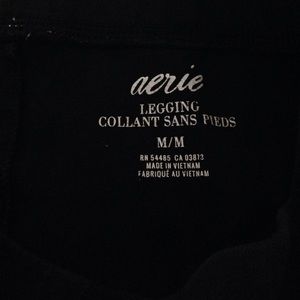 aerie
LEGGING
COLLANT SANS PIEDS
M/M
RN 54485 CA 03873
MADE IN VIETNAM
FABRIQUÉ AU VIETNAM